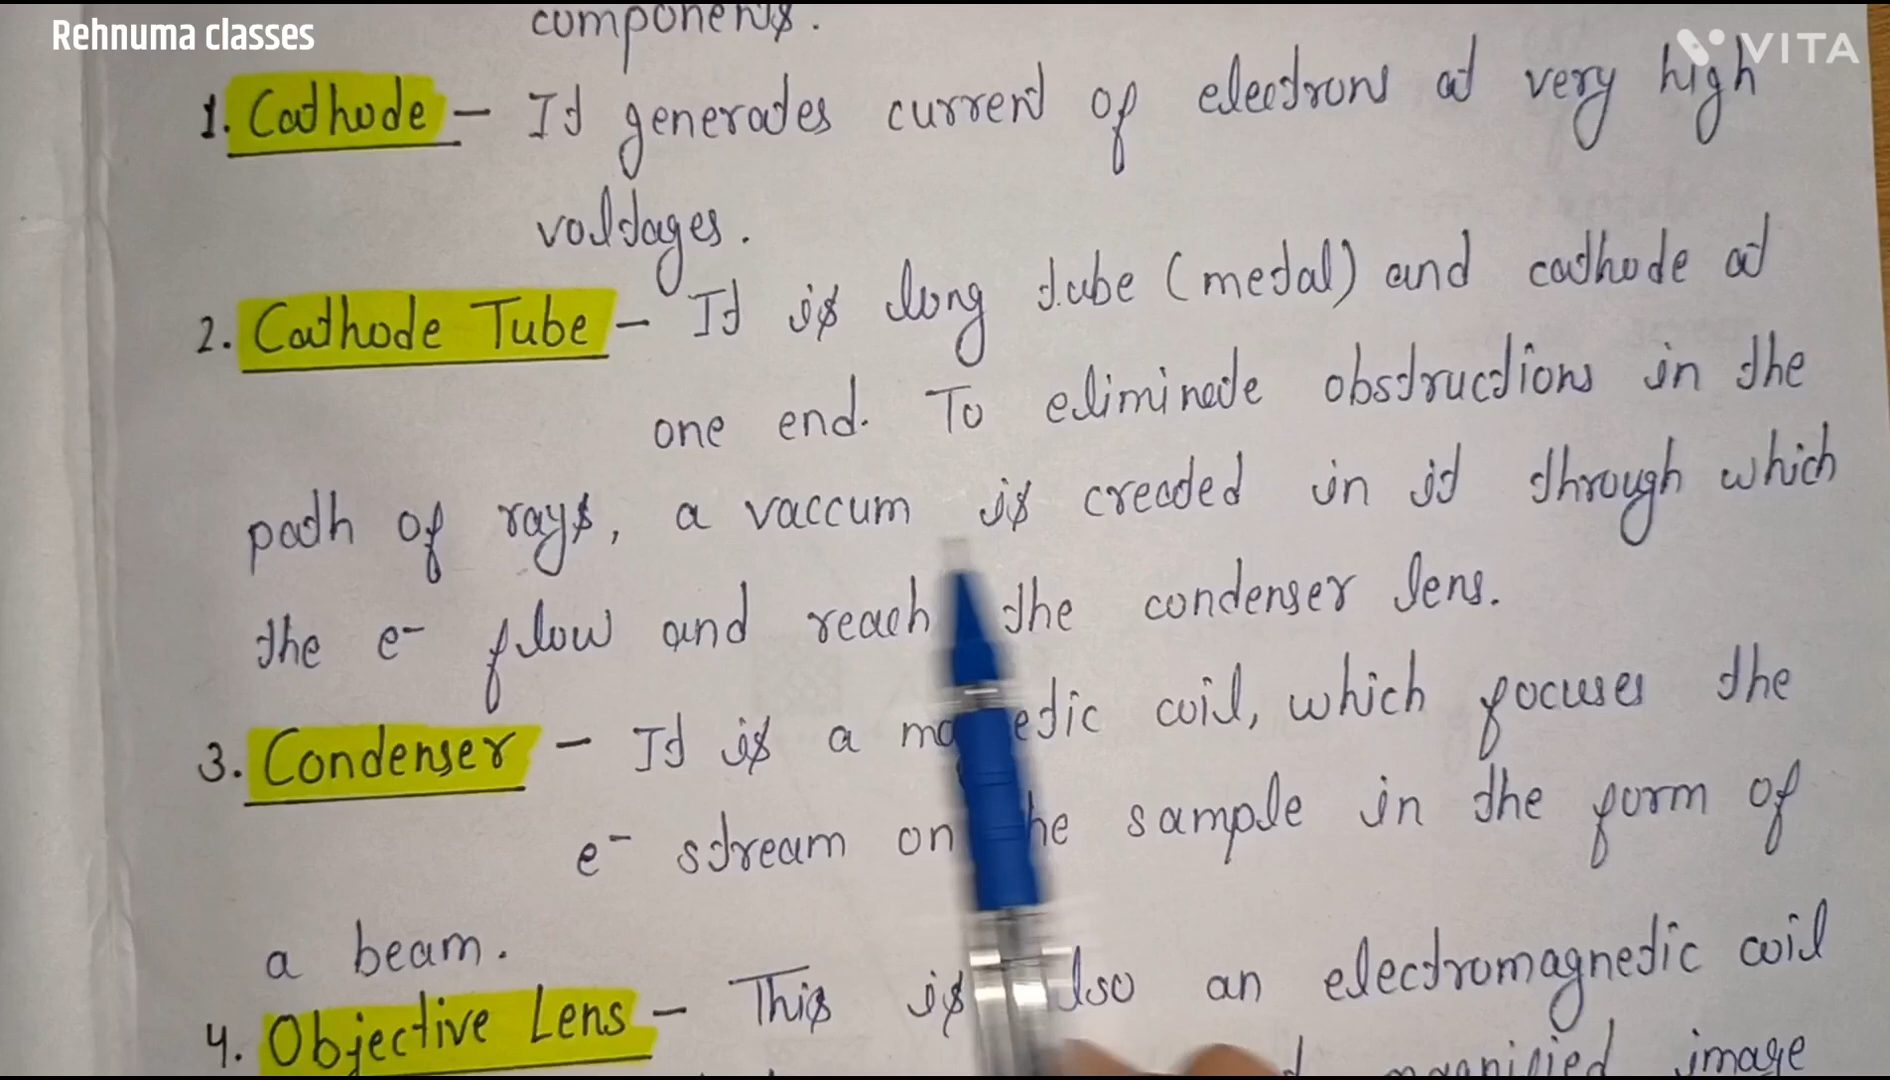 Rehnuma classes
VITA
components.
1. Cathode - It generates current of electrons at very high
voltages.
2. Cathode Tube - It is long tube (metal) and cathode at
one end. To eliminate obstructions in the
path of rays, a vaccum is created in it through which
the e- flow and reach the condenser lens.
3. Condenser - It is a ma etic coil, which focuses the
e- stream on he sample in the form of
a beam.
4. Objective Lens - This is lso an electromagnetic coil
magnified image